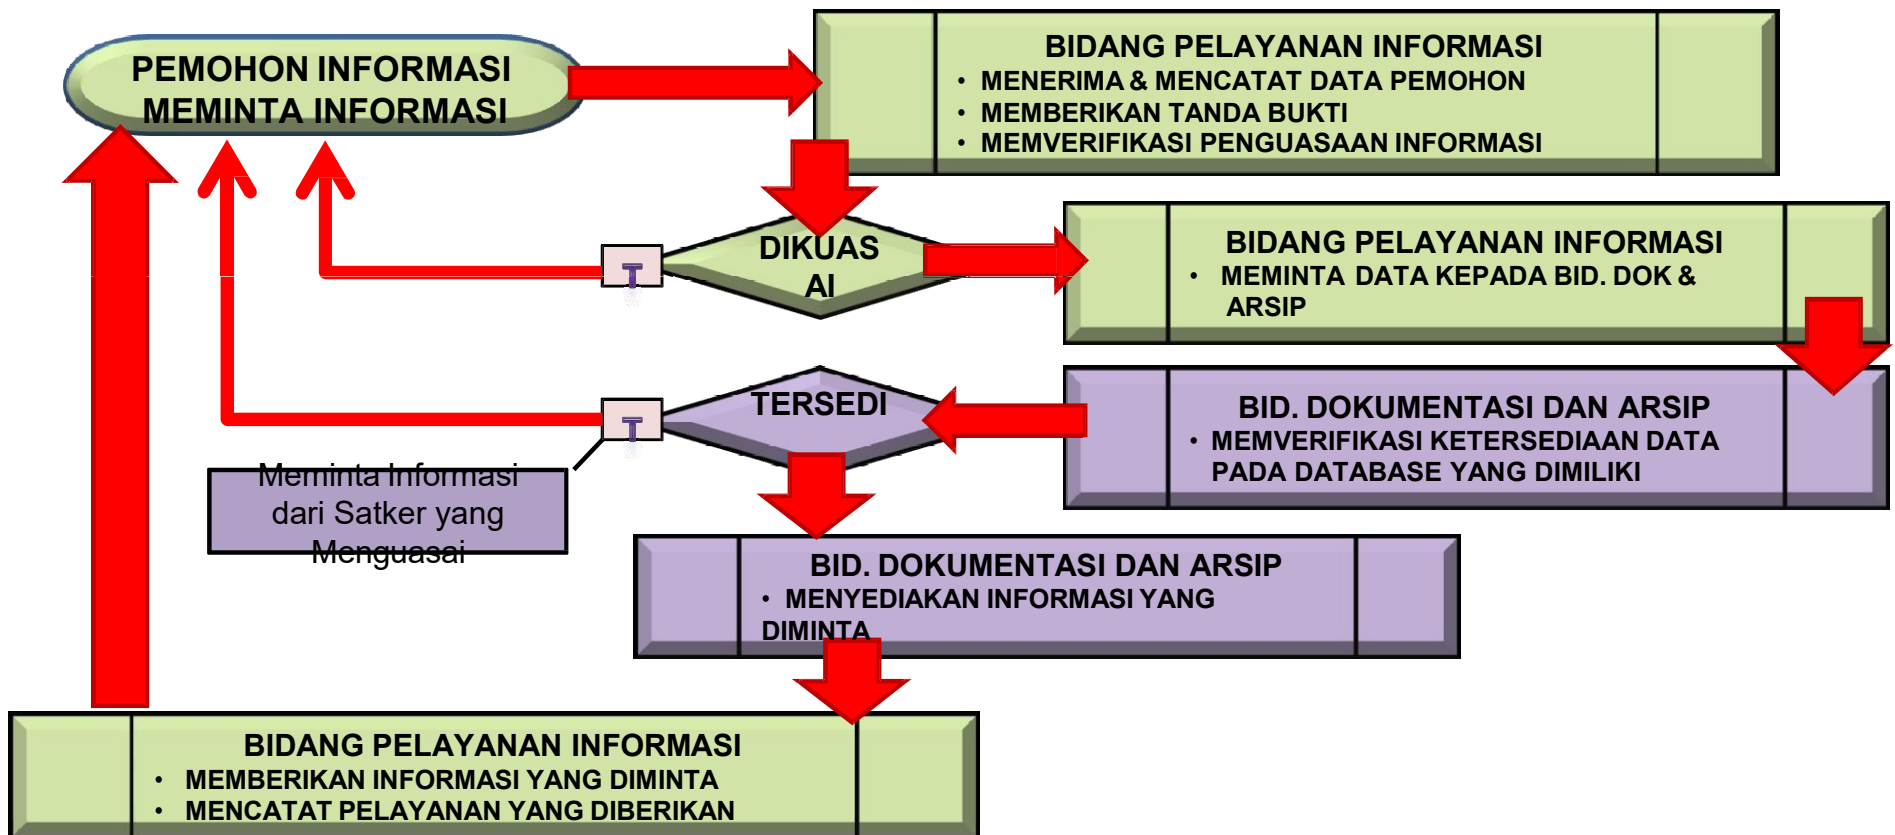 PEMOHON INFORMASI
MEMINTA INFORMASI
BIDANG PELAYANAN INFORMASI
• MENERIMA & MENCATAT DATA PEMOHON
• MEMBERIKAN TANDA BUKTI
• MEMVERIFIKASI PENGUASAAN INFORMASI
DIKUAS
AI
T
BIDANG PELAYANAN INFORMASI
• MEMINTA DATA KEPADA BID. DOK &
ARSIP
TERSEDI
T
BID. DOKUMENTASI DAN ARSIP
• MEMVERIFIKASI KETERSEDIAAN DATA
PADA DATABASE YANG DIMILIKI
Meminta Informasi
dari Satker yang
Menguasai
BID. DOKUMENTASI DAN ARSIP
• MENYEDIAKAN INFORMASI YANG
DIMINTA
BIDANG PELAYANAN INFORMASI
• MEMBERIKAN INFORMASI YANG DIMINTA
• MENCATAT PELAYANAN YANG DIBERIKAN